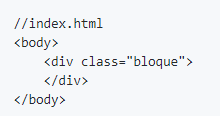 //index.html
<body>
    <div class="bloque">
    </div>
</body>